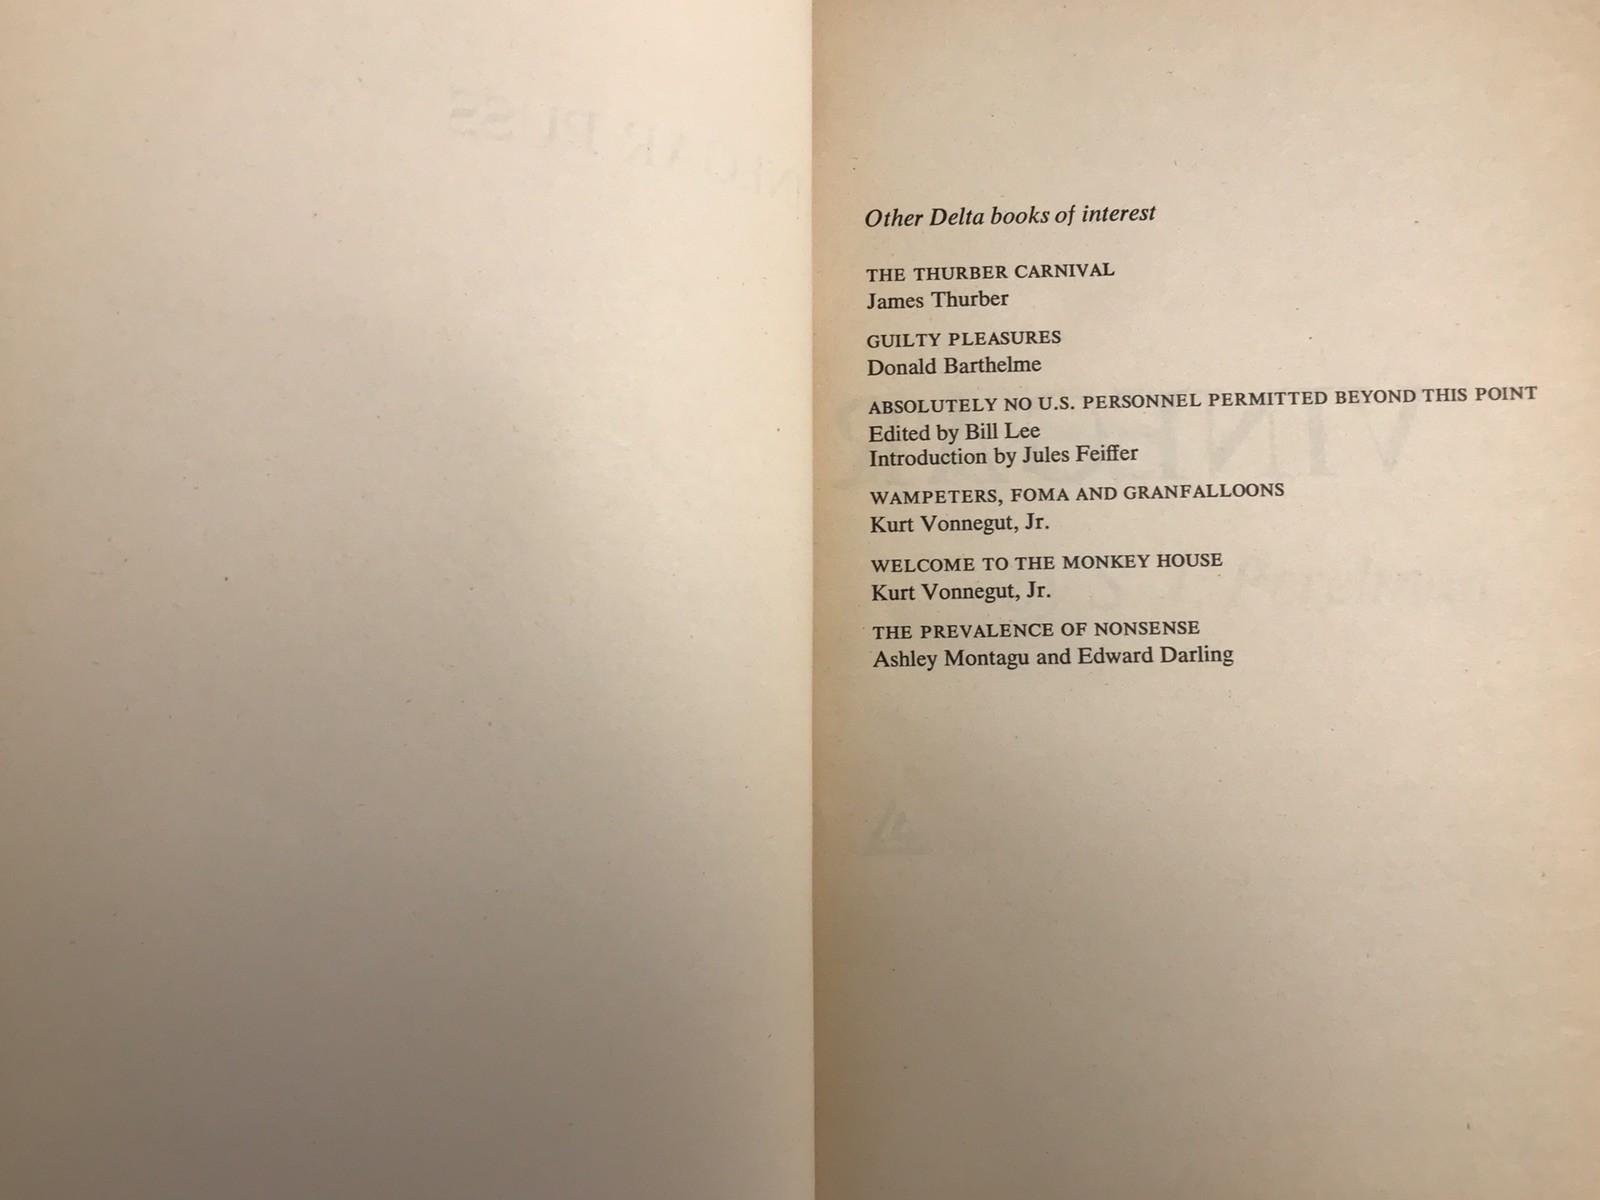 Other Delta books of interest
THE THURBER CARNIVAL
James Thurber
GUILTY PLEASURES
Donald Barthelme
ABSOLUTELY NO U.S. PERSONNEL PERMITTED BEYOND THIS POINT
Edited by Bill Lee
Introduction by Jules Feiffer
WAMPETERS, FOMA AND GRANFALLOONS
Kurt Vonnegut, Jr.
WELCOME TO THE MONKEY HOUSE
Kurt Vonnegut, Jr.
THE PREVALENCE OF NONSENSE
Ashley Montagu and Edward Darling